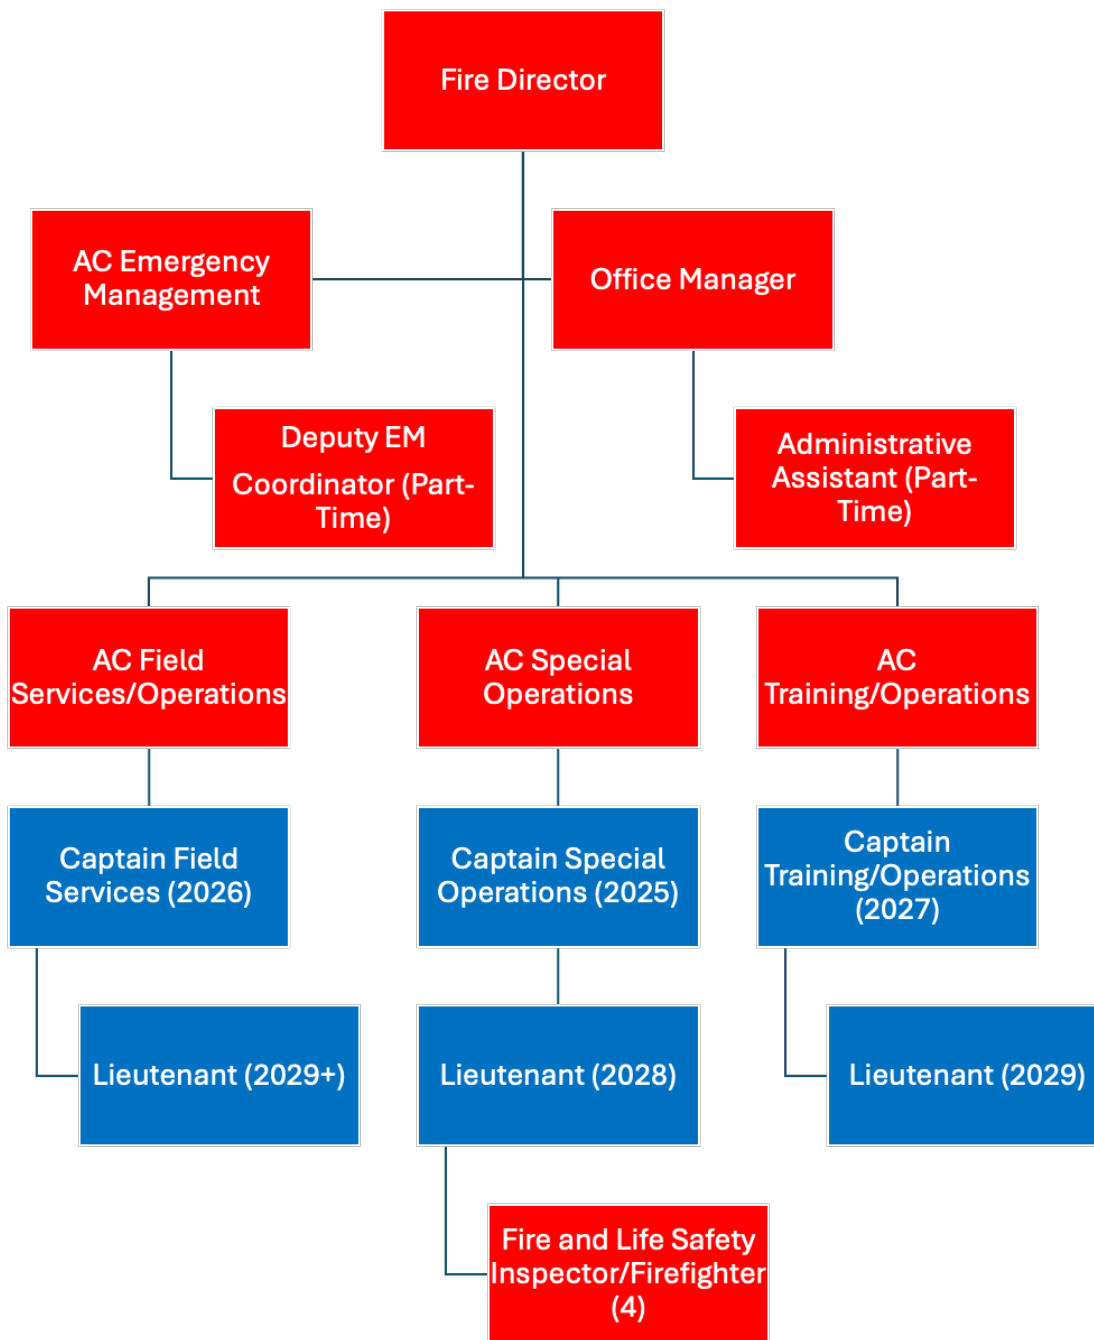 Fire Director
AC Emergency
Management
Office Manager
Deputy EM
Coordinator (Part-
Time)
Administrative
Assistant (Part-
Time)
AC Field
Services/Operations
AC Special
Operations
AC
Training/Operations
Captain Field
Services (2026)
Captain Special
Operations (2025)
Captain
Training/Operations
(2027)
Lieutenant (2029+)
Lieutenant (2028)
Lieutenant (2029)
Fire and Life Safety
Inspector/Firefighter
(4)